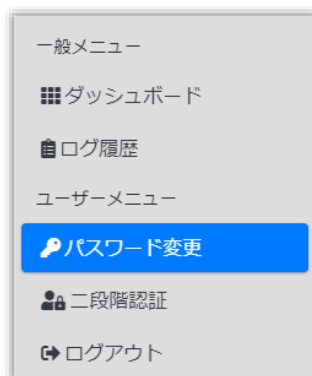 一般メニュー
ダッシュボード
ログ履歴
ユーザーメニュー
パスワード変更
二段階認証
ログアウト